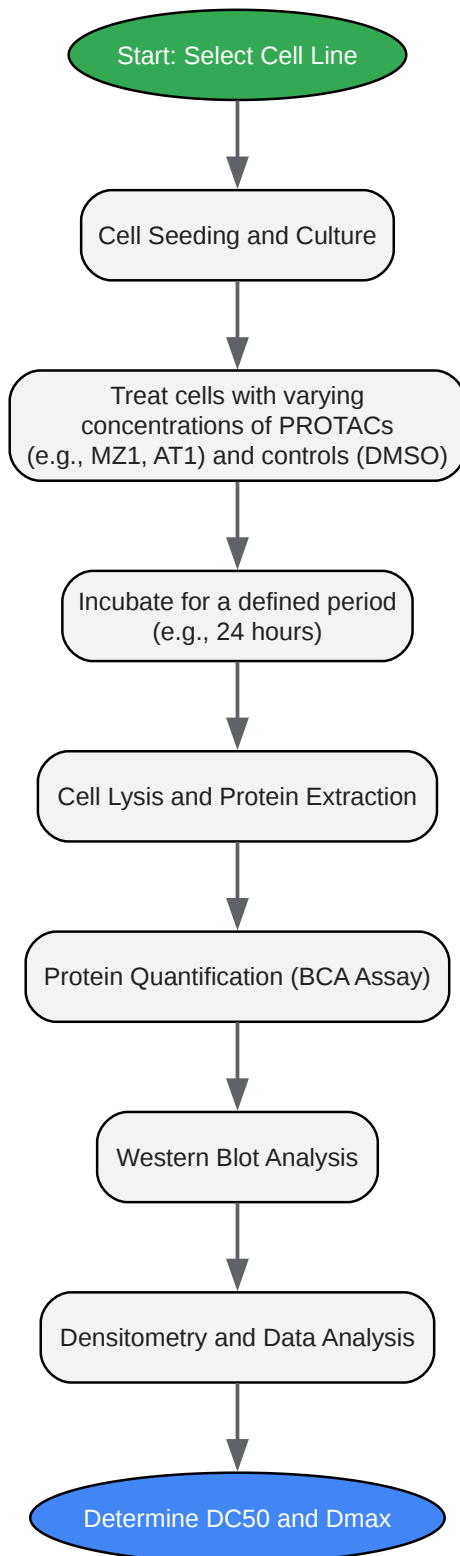 Start: Select Cell Line
Cell Seeding and Culture
Treat cells with varying
concentrations of PROTACs
(e.g., MZ1, AT1) and controls (DMSO)
Incubate for a defined period
(e.g., 24 hours)
Cell Lysis and Protein Extraction
Protein Quantification (BCA Assay)
Western Blot Analysis
Densitometry and Data Analysis
Determine DC50 and Dmax